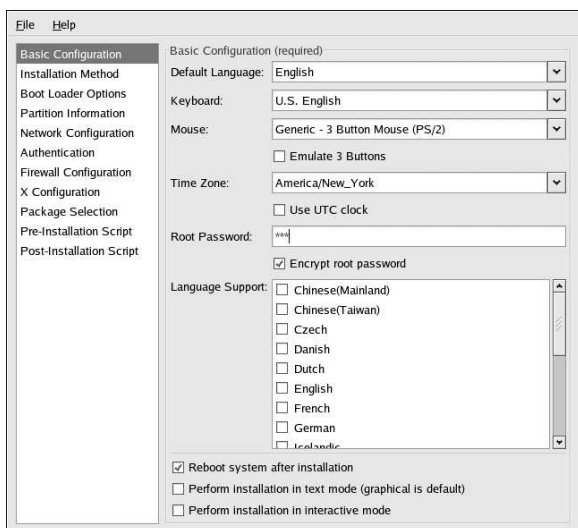 File Help
Basic Configuration
Installation Method
Boot Loader Options
Partition Information
Network Configuration
Authentication
Firewall Configuration
X Configuration
Package Selection
Pre-Installation Script
Post-Installation Script
Basic Configuration (required)
Default Language: English
Keyboard: U.S. English
Mouse: Generic - 3 Button Mouse (PS/2)
Emulate 3 Buttons
Time Zone: America/New_York
Use UTC clock
Root Password: ***
Encrypt root password
Language Support: Chinese(Mainland)
Chinese(Taiwan)
Czech
Danish
Dutch
English
French
German
Icelandic
Reboot system after installation
Perform installation in text mode (graphical is default)
Perform installation in interactive mode